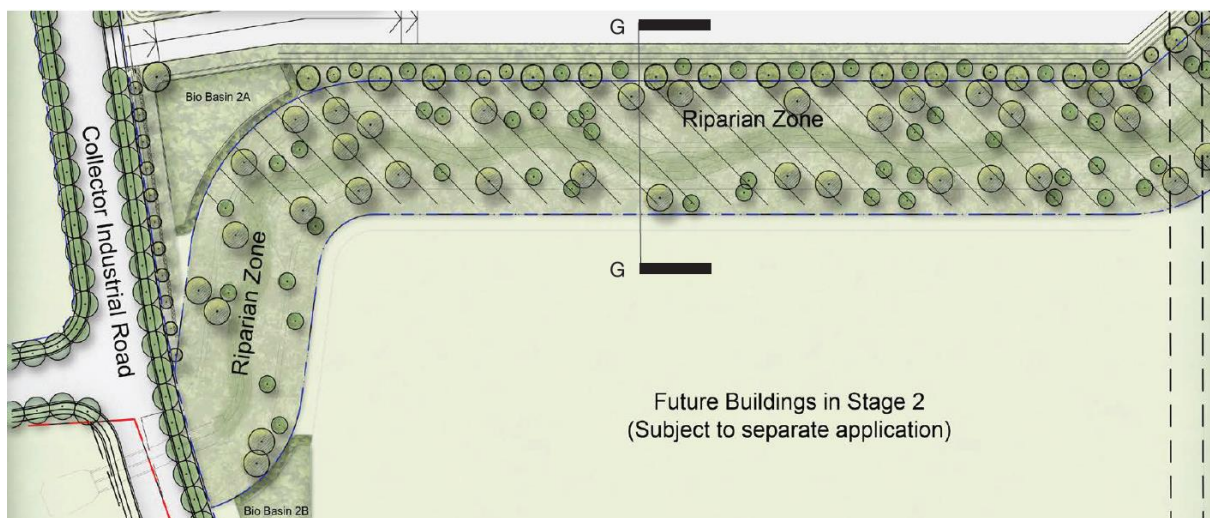 G
Bio Basin 2A
Riparian Zone
Collector Industrial Road
Riparian Zone
G
Future Buildings in Stage 2
(Subject to separate application)
Bio Basin 2B